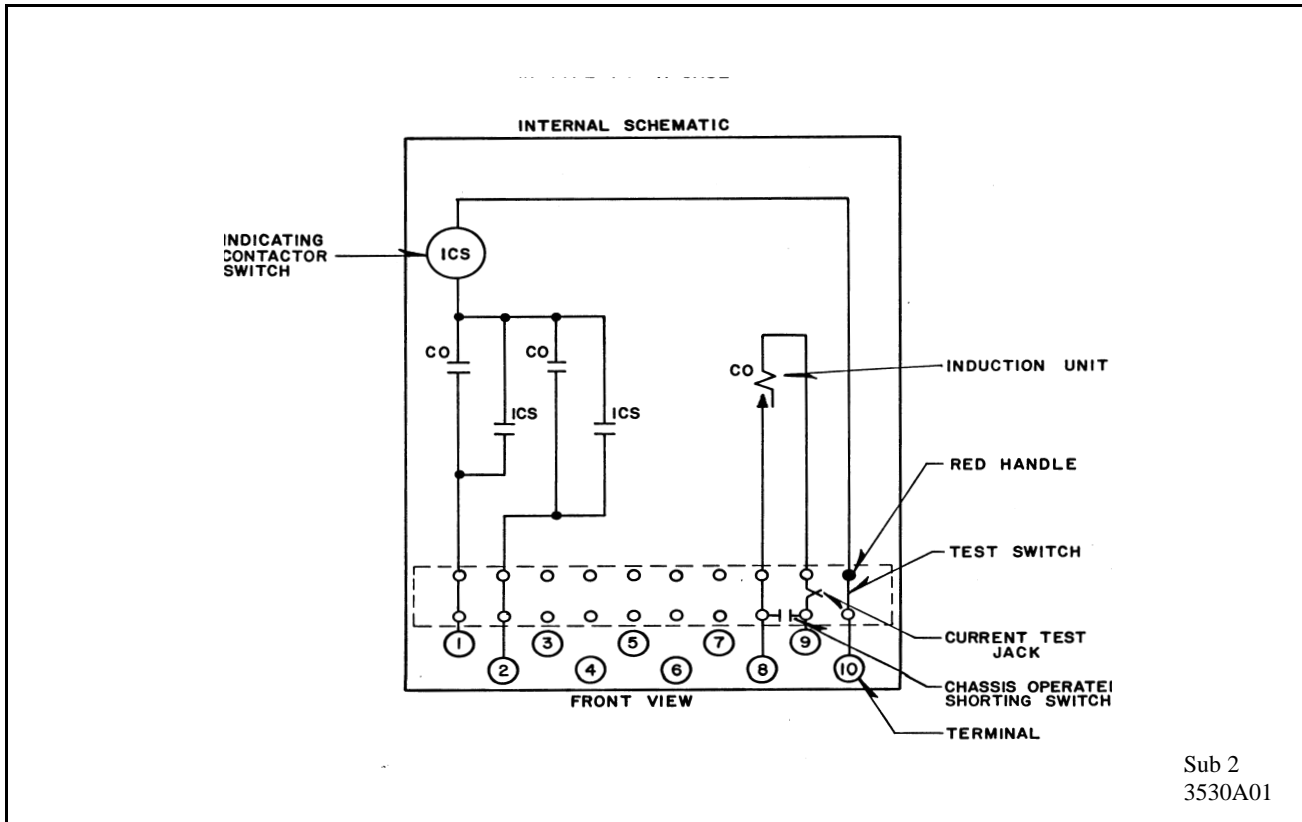 INTERNAL SCHEMATIC
INDICATING
CONTACTOR
SWITCH
ICS
CO
CO
ICS
ICS
CO
INDUCTION UNIT
RED HANDLE
TEST SWITCH
CURRENT TEST
JACK
CHASSIS OPERATE
SHORTING SWITCH
TERMINAL
1
2
3
4
5
6
7
8
9
10
FRONT VIEW
Sub 2
3530A01